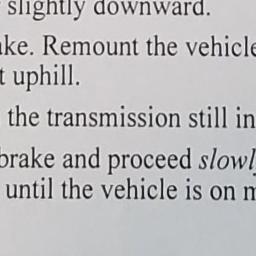 slightly downward.
ake. Remount the vehicle
t uphill.
the transmission still in
brake and proceed slowly
until the vehicle is on